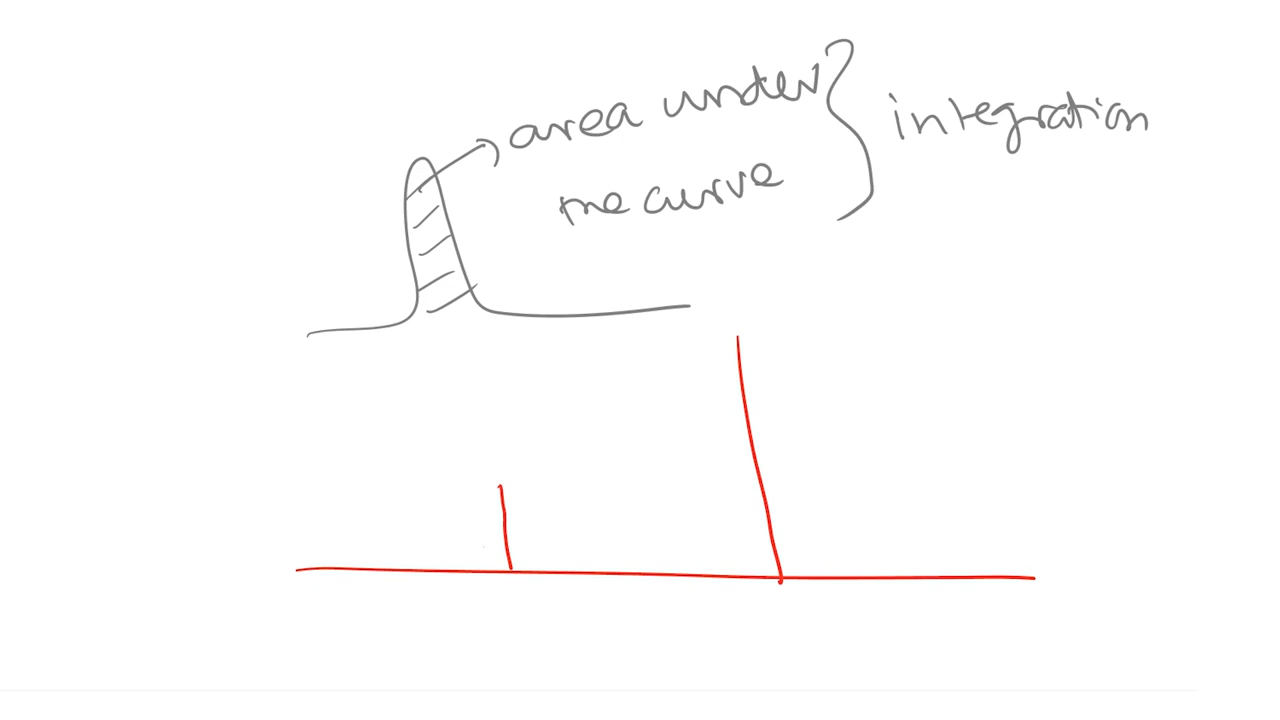 area under
the curve
integration